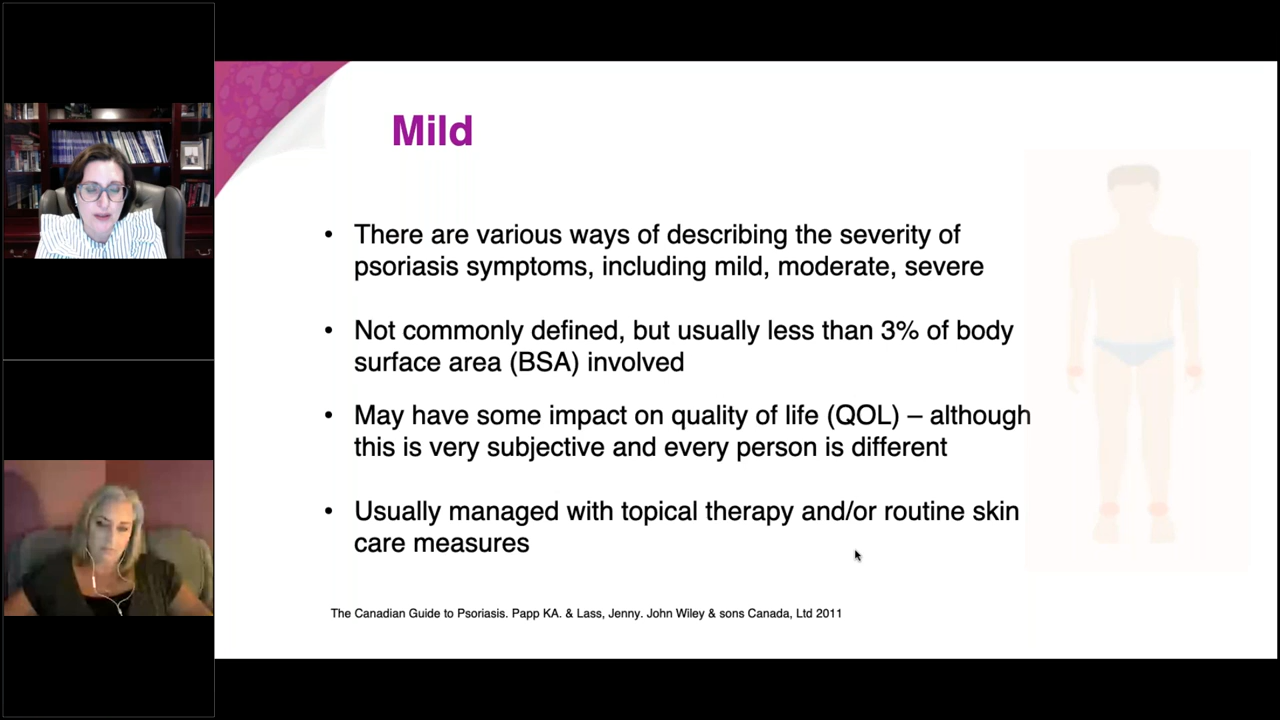 Mild
• There are various ways of describing the severity of
psoriasis symptoms, including mild, moderate, severe
• Not commonly defined, but usually less than 3% of body
surface area (BSA) involved
• May have some impact on quality of life (QOL) – although
this is very subjective and every person is different
• Usually managed with topical therapy and/or routine skin
care measures
The Canadian Guide to Psoriasis. Papp KA. & Lass, Jenny. John Wiley & sons Canada, Ltd 2011